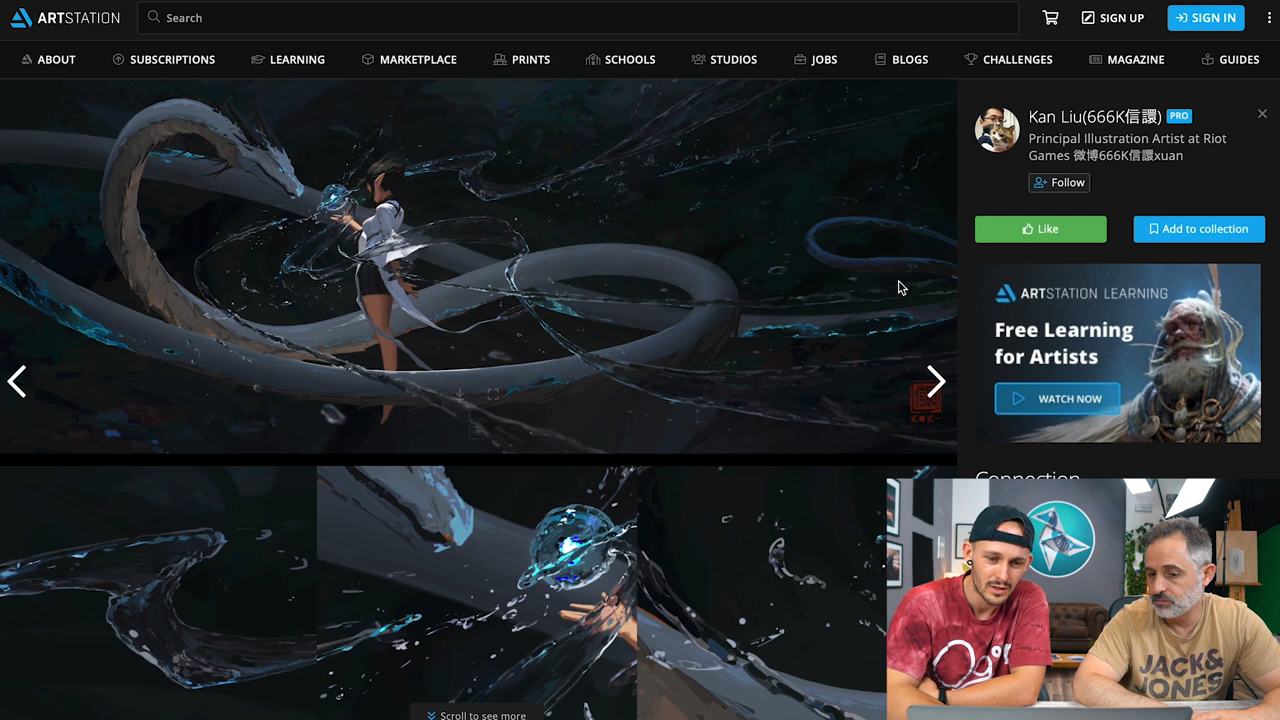 ARTSTATION
Search
SIGN UP
SIGN IN
ABOUT
SUBSCRIPTIONS
LEARNING
MARKETPLACE
PRINTS
SCHOOLS
STUDIOS
JOBS
BLOGS
CHALLENGES
MAGAZINE
GUIDES
Kan Liu(666K信譞) PRO
Principal Illustration Artist at Riot
Games 微博666K信譞xuan
Follow
Like
Add to collection
ARTSTATION LEARNING
Free Learning
for Artists
WATCH NOW
Connection
Scroll to see more
JACK&
JONES